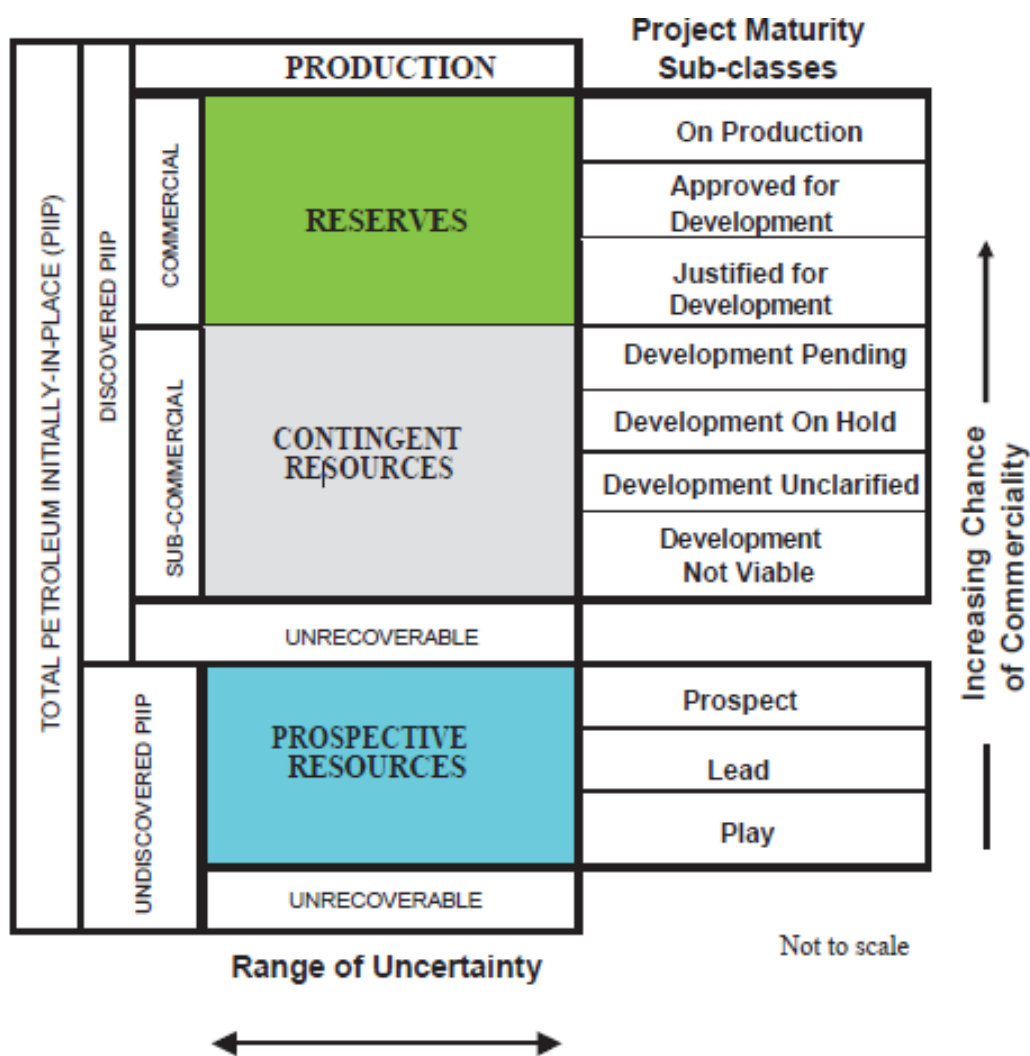 Project Maturity
Sub-classes
PRODUCTION
On Production
Approved for
Development
Justified for
Development
RESERVES
COMMERCIAL
Development Pending
Development On Hold
Development Unclarified
Development
Not Viable
CONTINGENT
RESOURCES
SUB-COMMERCIAL
UNRECOVERABLE
DISCOVERED PIIP
TOTAL PETROLEUM INITIALLY-IN-PLACE (PIIP)
Prospect
Lead
Play
PROSPECTIVE
RESOURCES
UNDISCOVERED PIIP
UNRECOVERABLE
Increasing Chance
of Commerciality
Not to scale
Range of Uncertainty